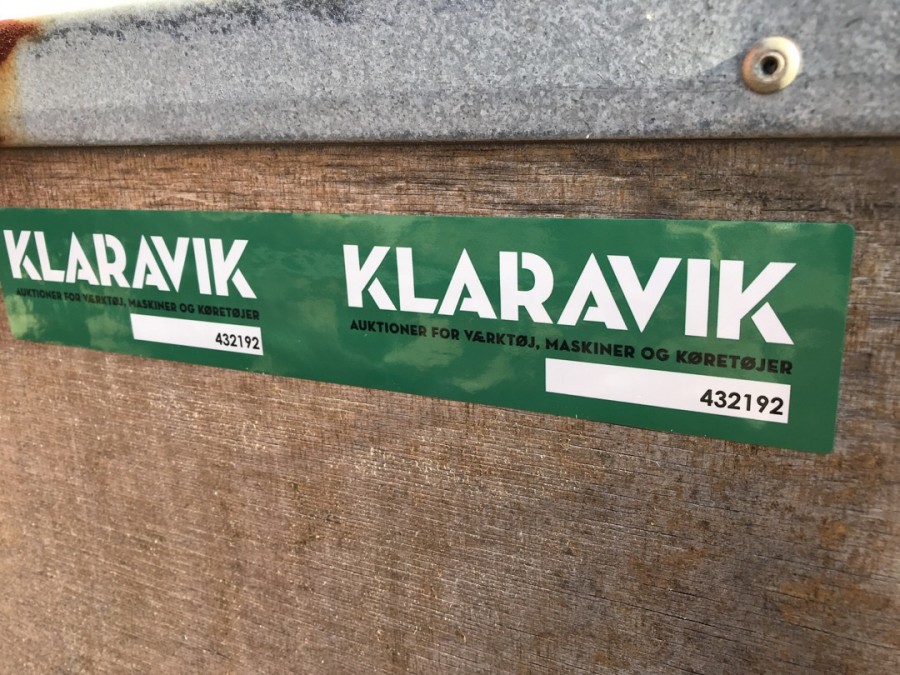 KLARAVIK
AUKTIONER FOR VÆRKTØJ, MASKINER OG KØRETØJER
432192
KLARAVIK
AUKTIONER FOR VÆRKTØJ, MASKINER OG KØRETØJER
432192